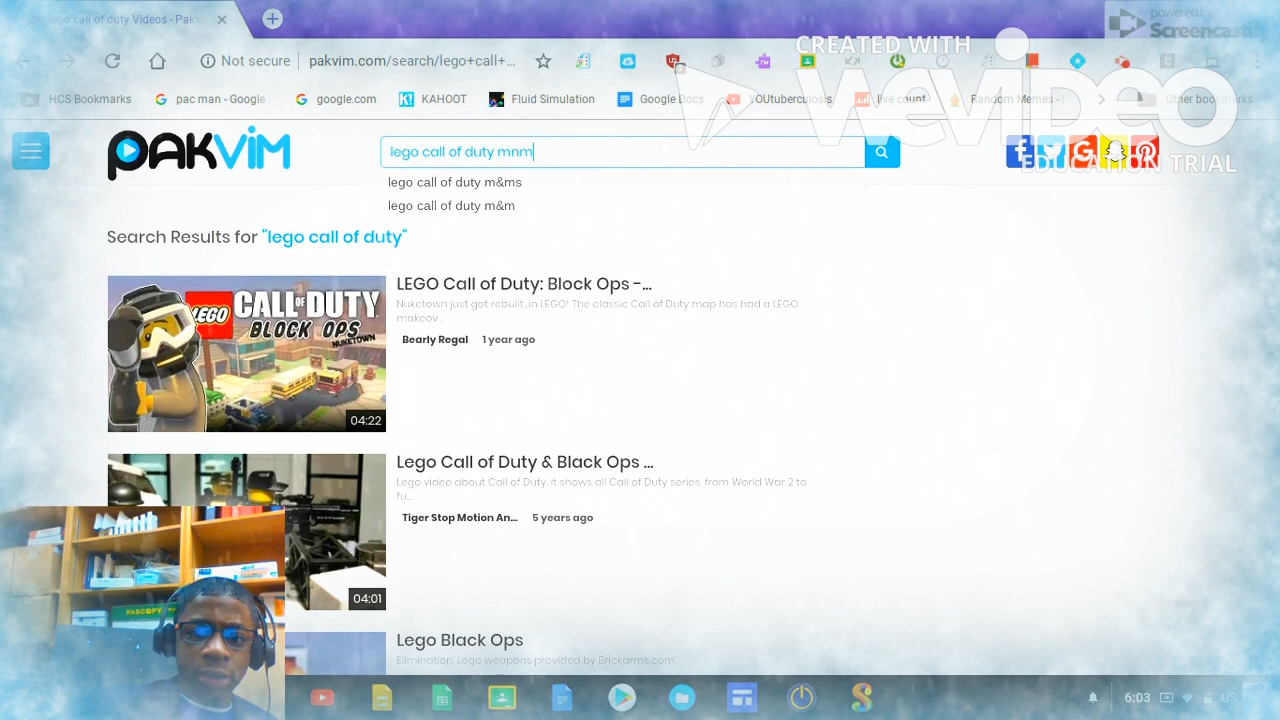 lego call of duty Videos - PakV
powered by
Screencastify
CREATED WITH
WEVIDEO
EDUCATION TRIAL
Not secure
pakvim.com/search/lego+call+...
HCS Bookmarks
pac man - Google
google.com
KAHOOT
Fluid Simulation
Google Docs
YOUtuberculosis
live count
Random Memes - I
Other bookmarks
PAKVIM
lego call of duty mnm
lego call of duty m&ms
lego call of duty m&m
Search Results for "lego call of duty"
LEGO CALL OF DUTY
BLOCK OPS
NUKETOWN
04:22
LEGO Call of Duty: Block Ops -...
Nuketown just got rebuilt...in LEGO! The classic Call of Duty map has had a LEGO
makeov...
Bearly Regal 1 year ago
Lego Call of Duty & Black Ops ...
Lego video about Call of Duty. It shows all Call of Duty series, from World War 2 to
fu...
Tiger Stop Motion An... 5 years ago
04:01
PASCOPY
Lego Black Ops
Elimination. Lego weapons provided by Brickarms.com.
6:03
US